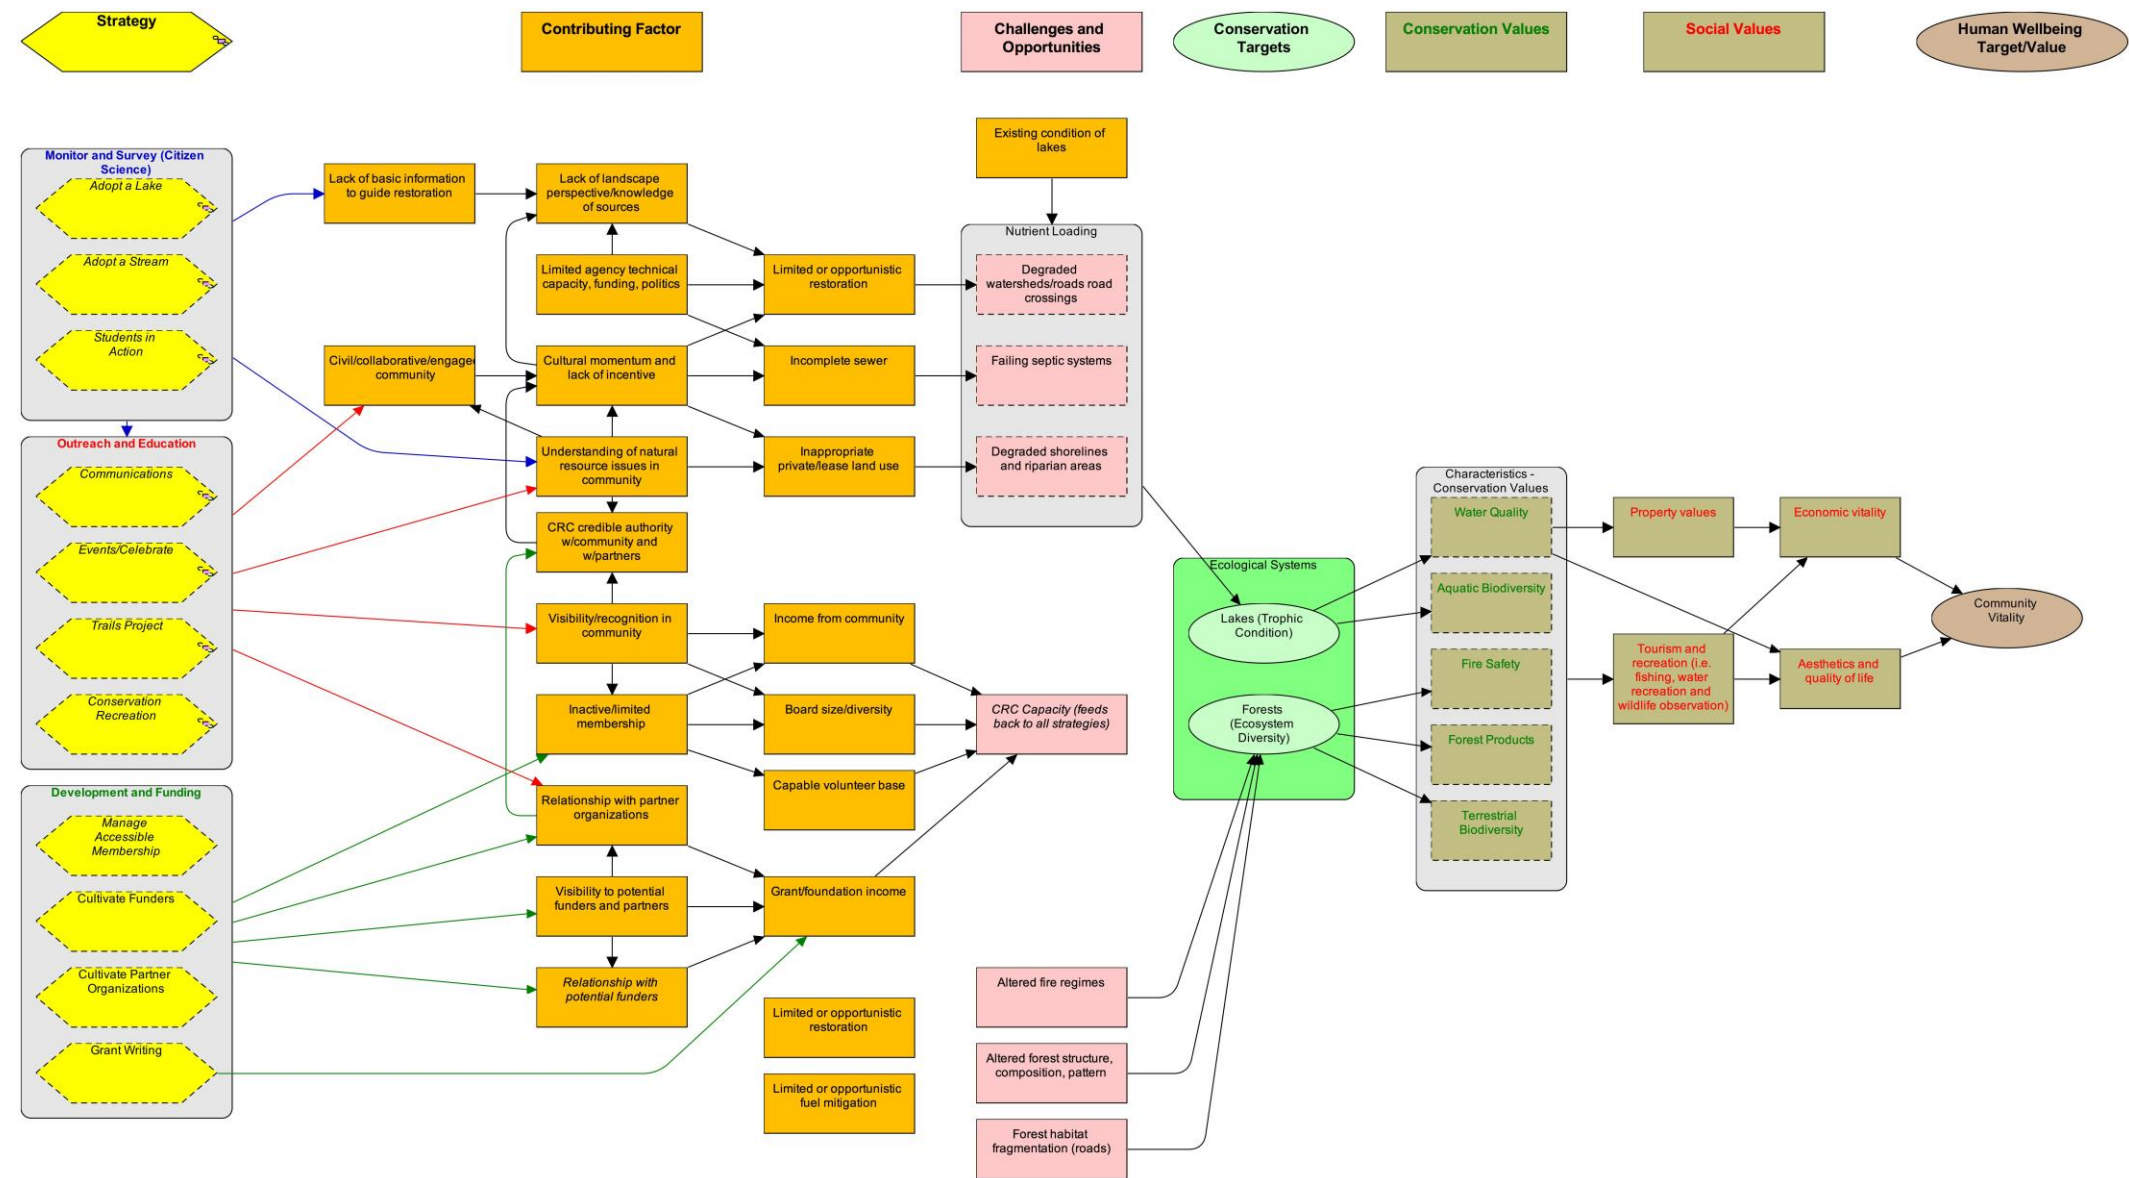 Strategy
Contributing Factor
Challenges and
Opportunities
Conservation
Targets
Conservation Values
Social Values
Human Wellbeing
Target/Value
Monitor and Survey (Citizen
Science)
Adopt a Lake
Adopt a Stream
Students in
Action
Outreach and Education
Communications
Events/Celebrate
Trails Project
Conservation
Recreation
Development and Funding
Manage
Accessible
Membership
Cultivate Funders
Cultivate Partner
Organizations
Grant Writing
Lack of basic information
to guide restoration
Civil/collaborative/engaged
community
Lack of landscape
perspective/knowledge
of sources
Limited agency technical
capacity, funding, politics
Cultural momentum and
lack of incentive
Understanding of natural
resource issues in
community
CRC credible authority
w/community and
w/partners
Visibility/recognition in
community
Inactive/limited
membership
Relationship with partner
organizations
Visibility to potential
funders and partners
Relationship with
potential funders
Limited or opportunistic
restoration
Incomplete sewer
Inappropriate
private/lease land use
Income from community
Board size/diversity
Capable volunteer base
Grant/foundation income
Limited or opportunistic
restoration
Limited or opportunistic
fuel mitigation
Existing condition of
lakes
Nutrient Loading
Degraded
watersheds/roads road
crossings
Failing septic systems
Degraded shorelines
and riparian areas
CRC Capacity (feeds
back to all strategies)
Altered fire regimes
Altered forest structure,
composition, pattern
Forest habitat
fragmentation (roads)
Ecological Systems
Lakes (Trophic
Condition)
Forests
(Ecosystem
Diversity)
Characteristics -
Conservation Values
Water Quality
Aquatic Biodiversity
Fire Safety
Forest Products
Terrestrial
Biodiversity
Property values
Tourism and
recreation (i.e.
fishing, water
recreation and
wildlife observation)
Economic vitality
Aesthetics and
quality of life
Community
Vitality